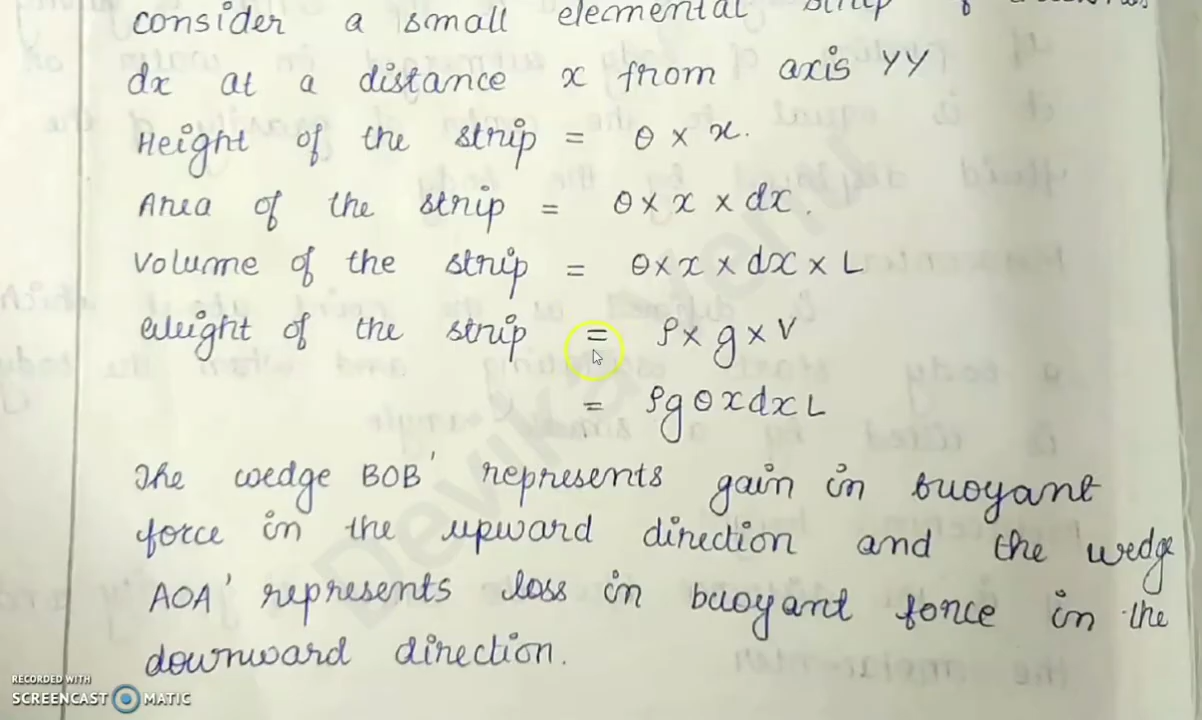 consider a small elemental strip of
dx at a distance x from axis YY
Height of the strip = θ × x.
Area of the strip = θ × x × dx.
Volume of the strip = θ × x × dx × L
Weight of the strip = ρ × g × V
= ρgθxdxL
The wedge BOB' represents gain in buoyant
force in the upward direction and the wedge
AOA' represents loss in buoyant force in the
downward direction.
RECORDED WITH
SCREENCAST MATIC